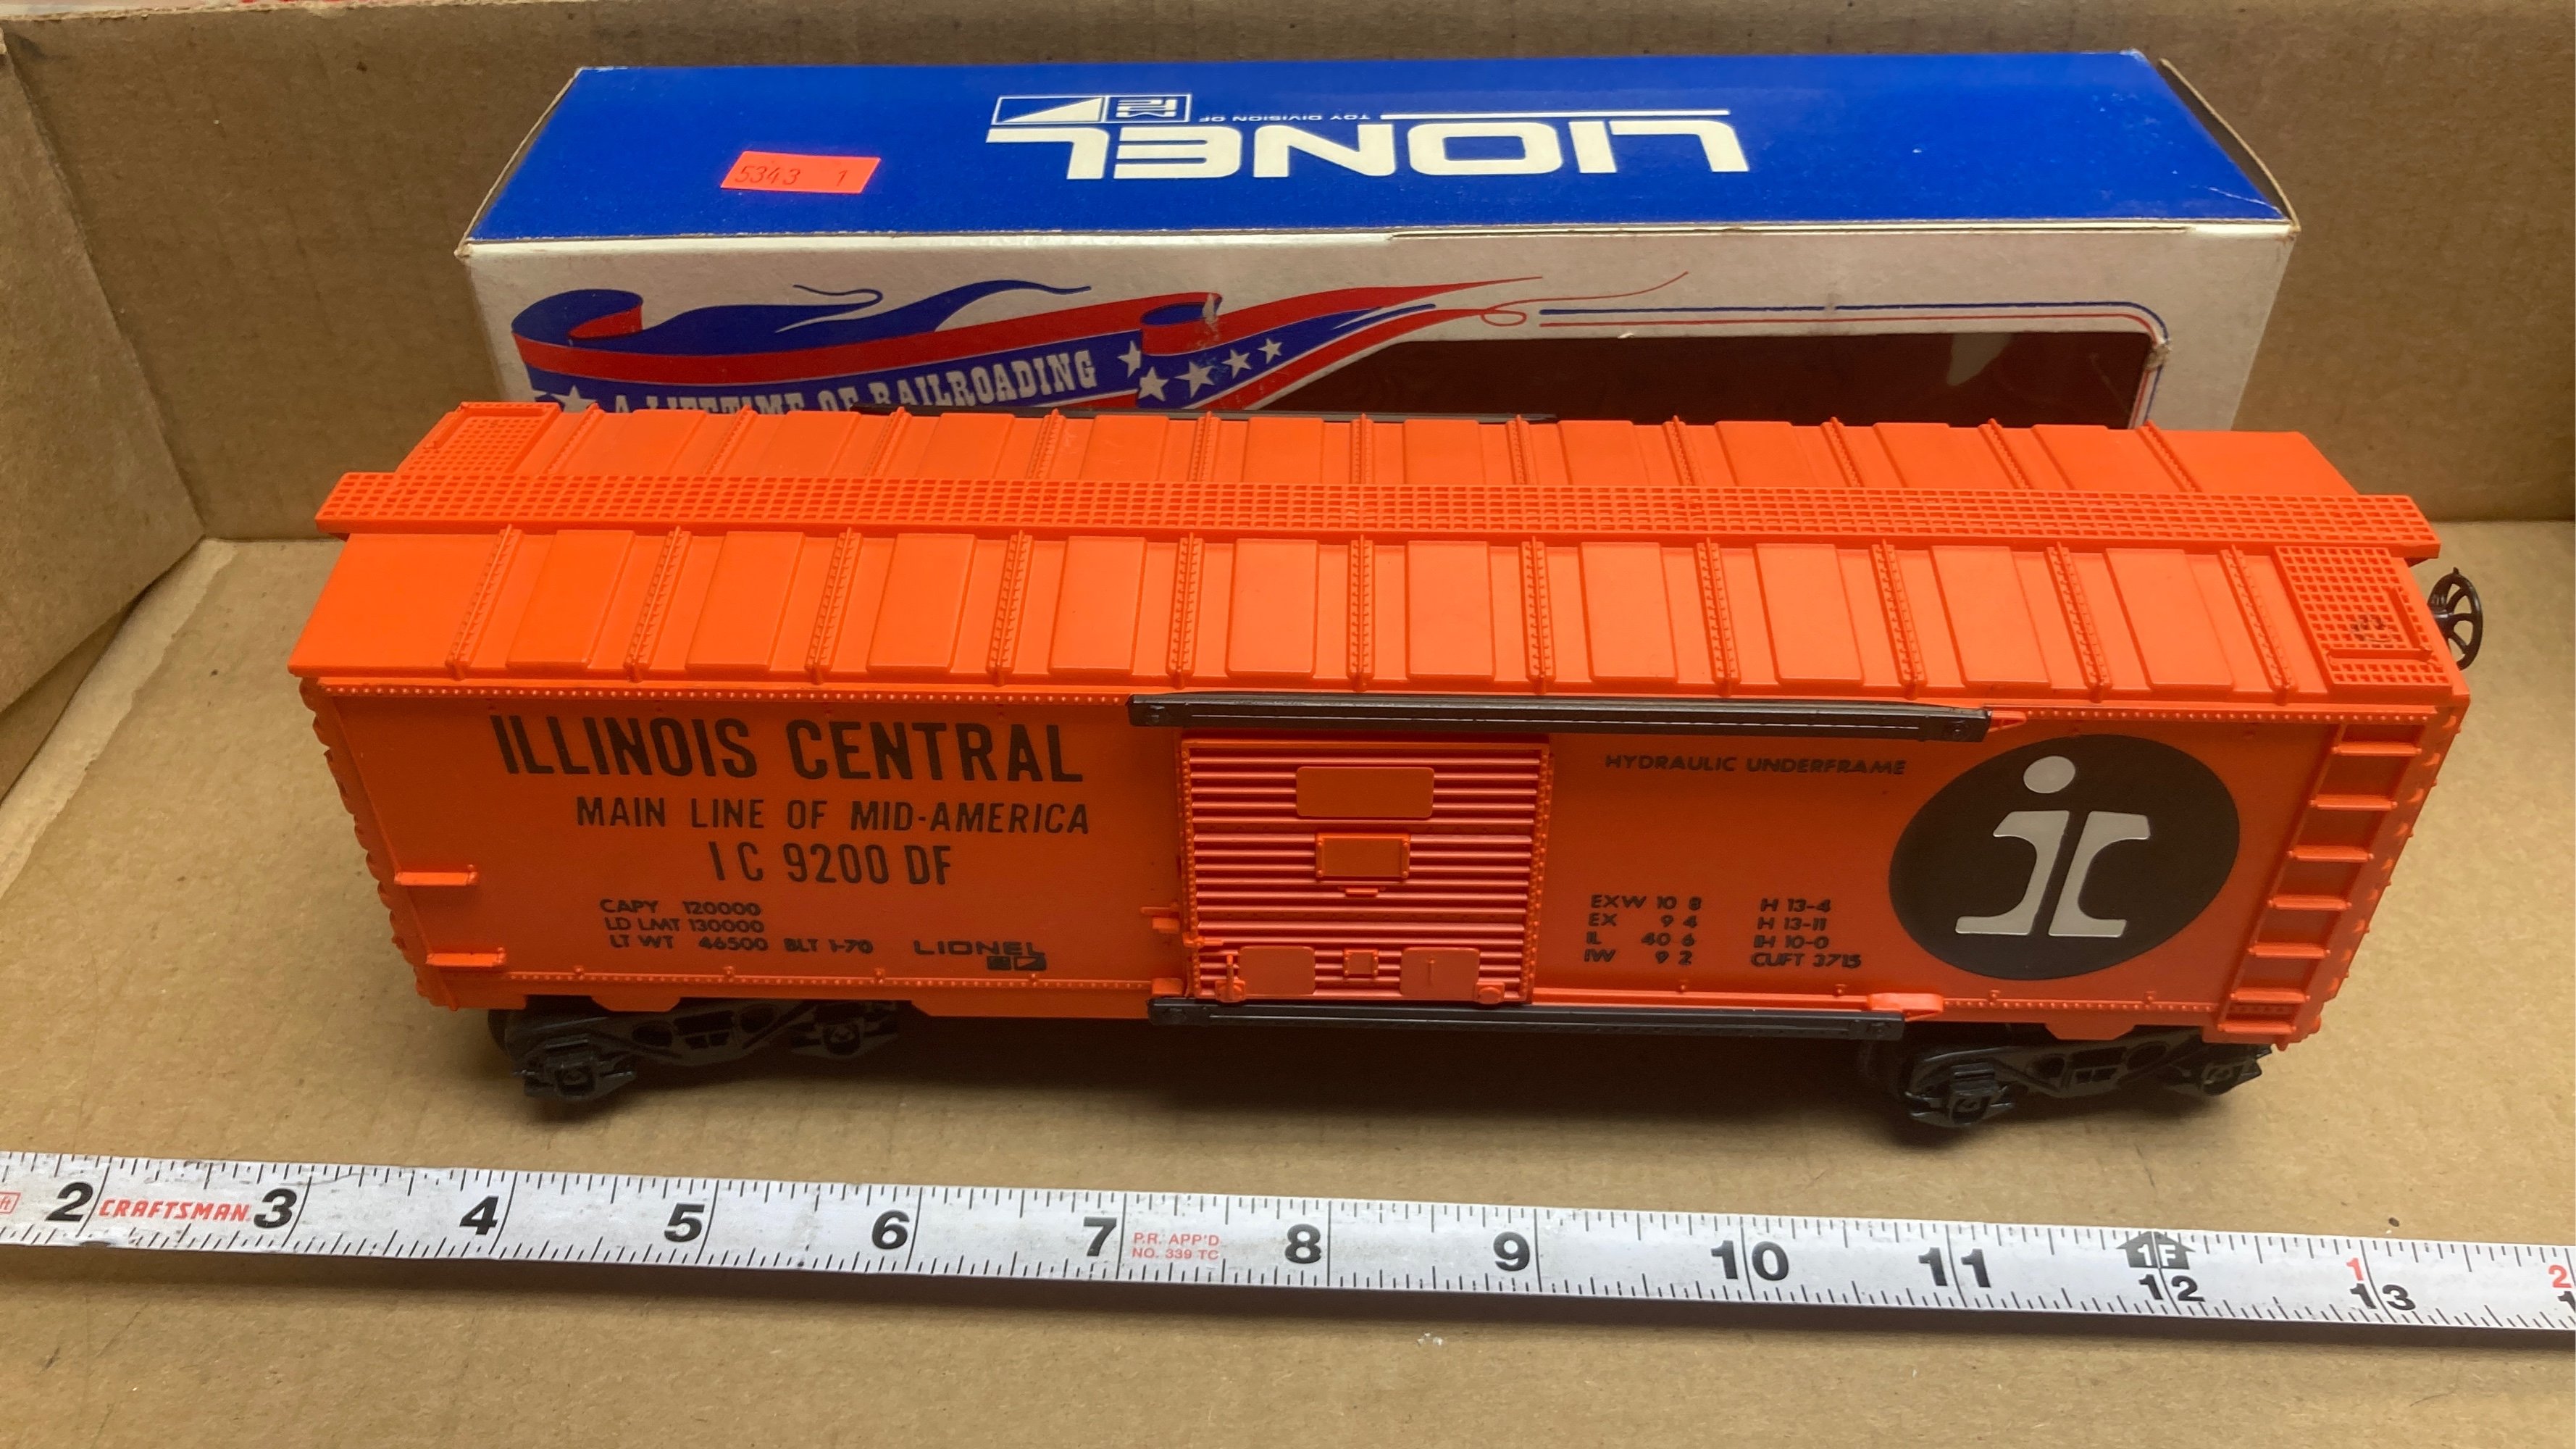 TOY DIVISION OF
LIONEL
5343 1
A LIFETIME OF RAILROADING
ILLINOIS CENTRAL
MAIN LINE OF MID-AMERICA
IC 9200 DF
CAPY 120000
LD LMT 130000
LT WT 46500 BLT 1-70
LIONEL
HYDRAULIC UNDERFRAME
EXW 10 8 H 13-4
EX 9 4 H 13-11
IL 40 6 IH 10-0
IW 9 2 CUFT 3715
ic
2 CRAFTSMAN 3 4 5 6 7 8 9 10 11 12 13
P.R. APP'D
NO. 339 TC
1F
1 2